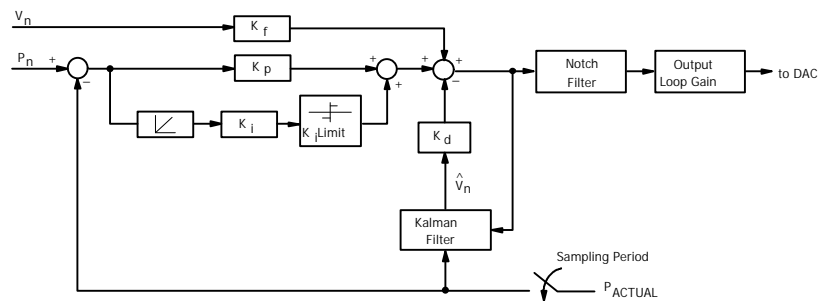 V n
K f
P n
+
−
K p
+
+
+
+
−
Notch
Filter
Output
Loop Gain
to DAC
K i
K i Limit
K d
V̂ n
Kalman
Filter
Sampling Period
P ACTUAL